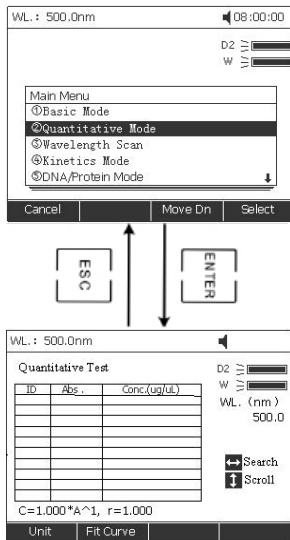 WL.: 500.0nm 08:00:00
D2
W
Main Menu
①Basic Mode
②Quantitative Mode
③Wavelength Scan
④Kinetics Mode
⑤DNA/Protein Mode
Cancel Move Dn Select
ESC ENTER
WL.: 500.0nm
Quantitative Test D2
W
ID Abs. Conc.(ug/uL) WL. (nm)
500.0
Search
Scroll
C=1.000*A^1, r=1.000
Unit Fit Curve